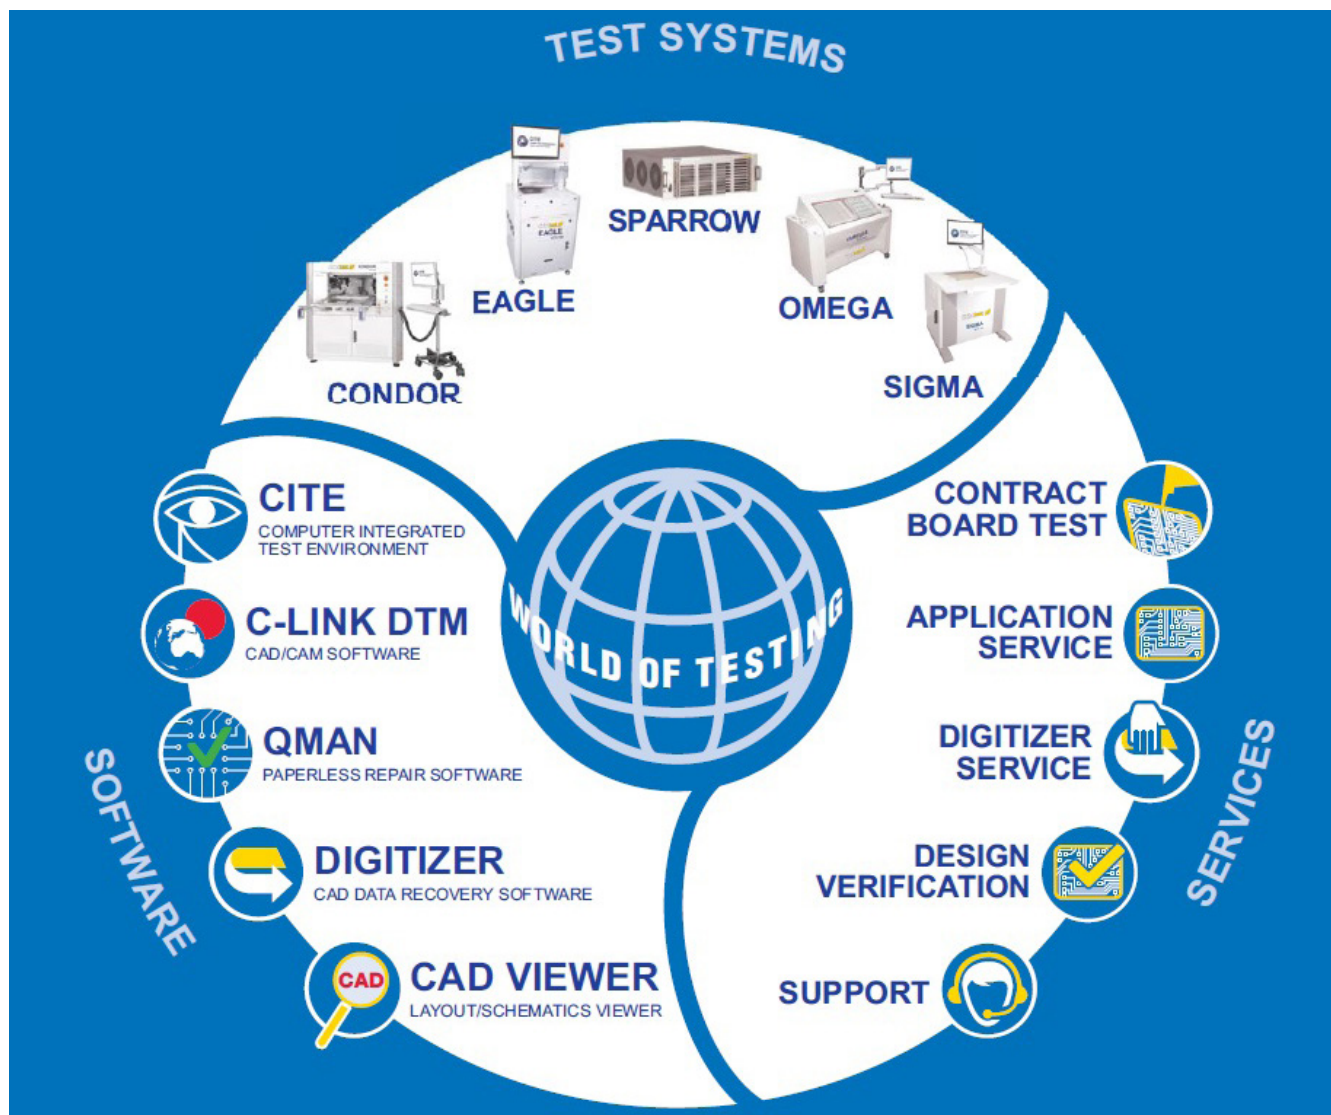 TEST SYSTEMS
SPARROW
EAGLE
OMEGA
CONDOR
SIGMA
CITE
COMPUTER INTEGRATED
TEST ENVIRONMENT
C-LINK DTM
CAD/CAM SOFTWARE
QMAN
PAPERLESS REPAIR SOFTWARE
DIGITIZER
CAD DATA RECOVERY SOFTWARE
CAD
CAD VIEWER
LAYOUT/SCHEMATICS VIEWER
SOFTWARE
WORLD OF TESTING
CONTRACT
BOARD TEST
APPLICATION
SERVICE
DIGITIZER
SERVICE
DESIGN
VERIFICATION
SUPPORT
SERVICES
EAGLE
SIGMA